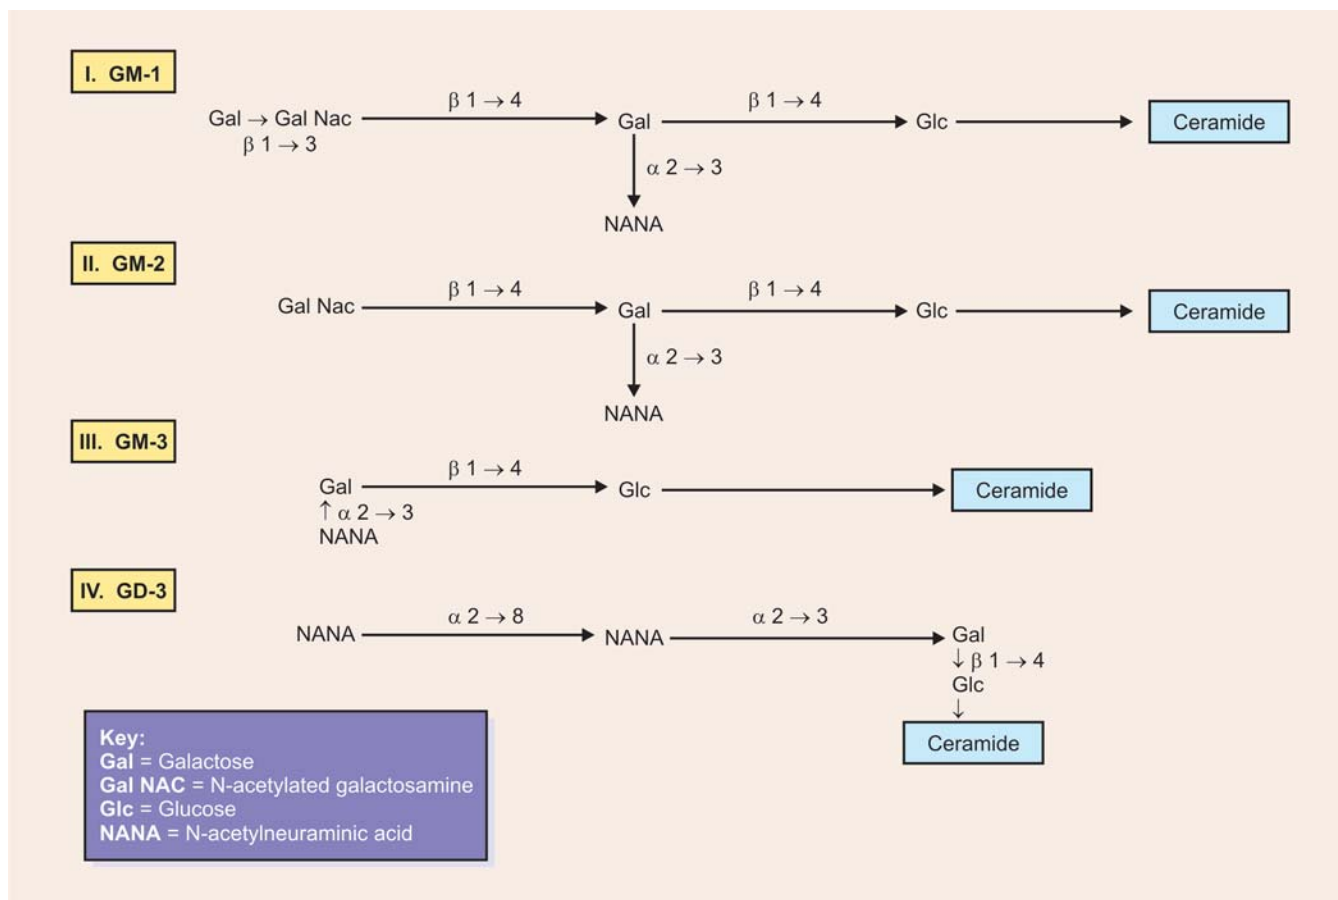 I. GM-1
β 1 → 4 β 1 → 4
Gal → Gal Nac Gal Glc Ceramide
β 1 → 3
α 2 → 3
NANA
II. GM-2
β 1 → 4 β 1 → 4
Gal Nac Gal Glc Ceramide
α 2 → 3
NANA
III. GM-3
β 1 → 4
Gal Glc Ceramide
↑ α 2 → 3
NANA
IV. GD-3
α 2 → 8 α 2 → 3
NANA NANA Gal
↓ β 1 → 4
Glc
↓
Ceramide
Key:
Gal = Galactose
Gal NAC = N-acetylated galactosamine
Glc = Glucose
NANA = N-acetylneuraminic acid